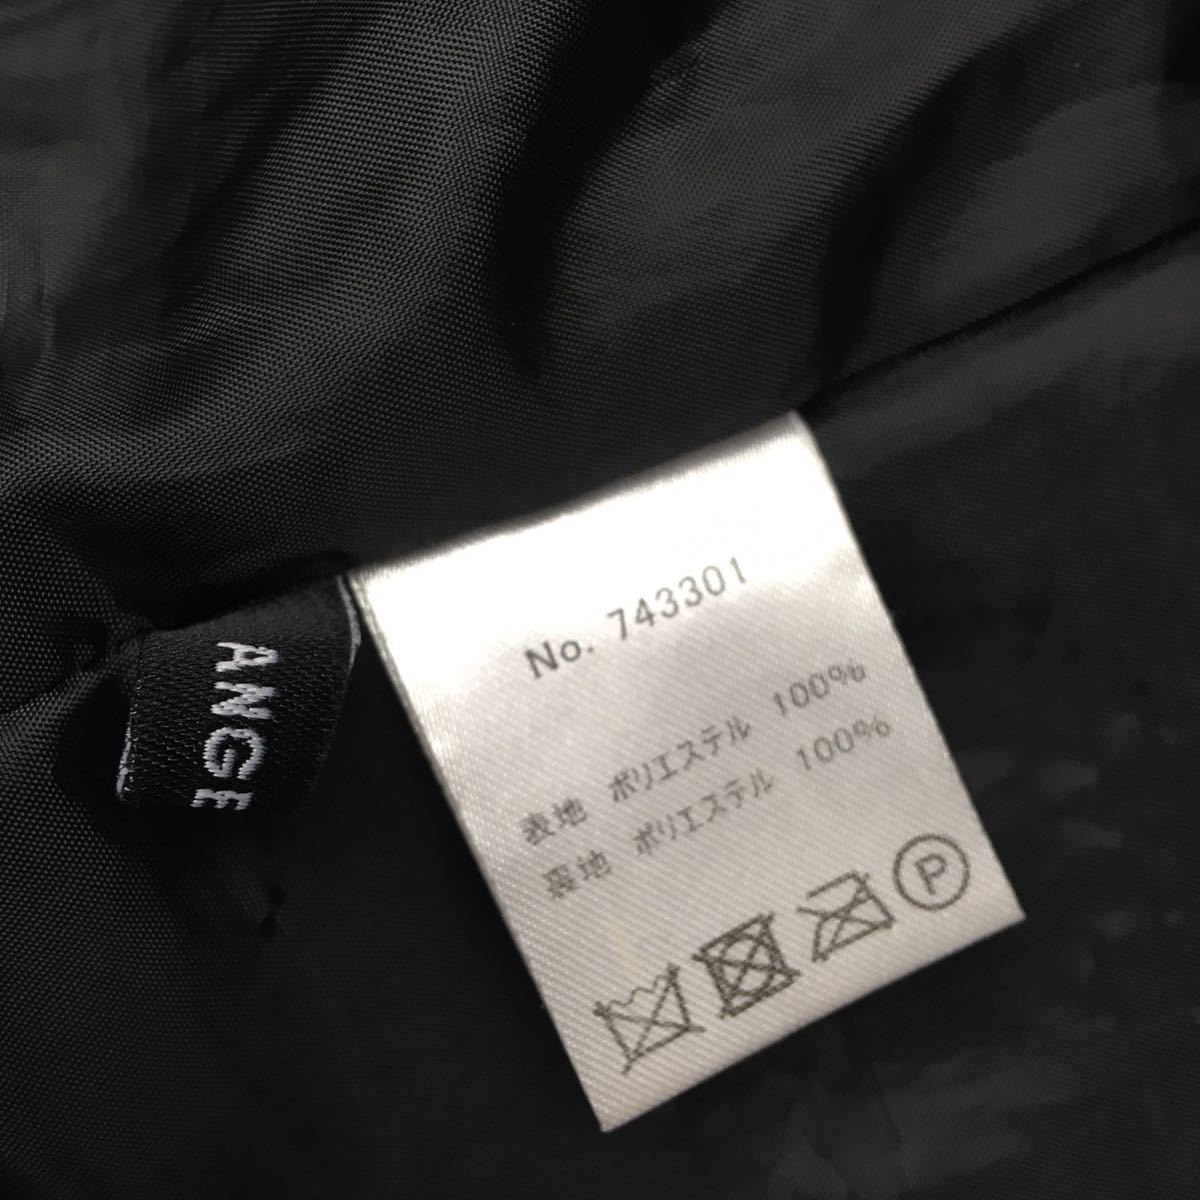 ANGE
No. 743301
表地 ポリエステル 100%
裏地 ポリエステル 100%
P